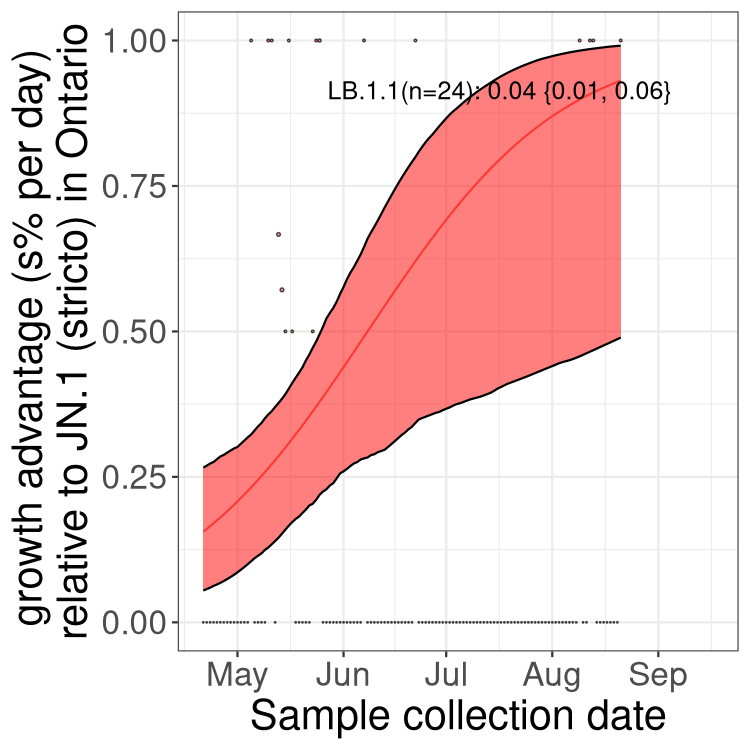 growth advantage (s% per day)
relative to JN.1 (stricto) in Ontario
1.00
0.75
0.50
0.25
0.00
LB.1.1(n=24): 0.04 {0.01, 0.06}
May Jun Jul Aug Sep
Sample collection date